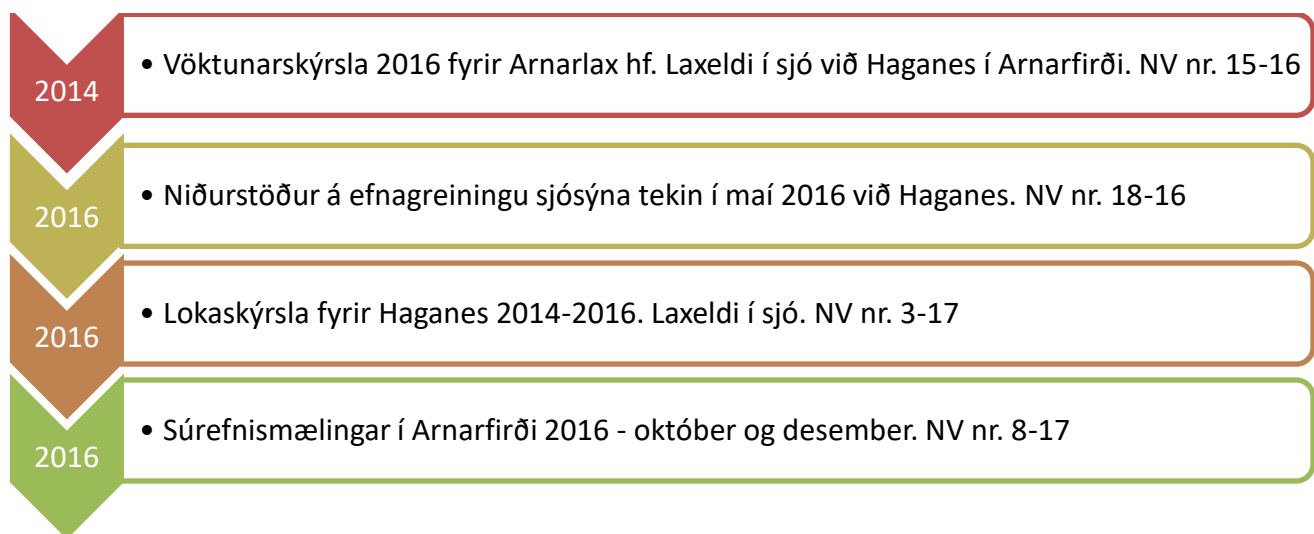 2014
• Vöktunarskýrsla 2016 fyrir Arnarlax hf. Laxeldi í sjó við Haganes í Arnarfirði. NV nr. 15-16
2016
• Niðurstöður á efnagreiningu sjósýna tekin í maí 2016 við Haganes. NV nr. 18-16
2016
• Lokaskýrsla fyrir Haganes 2014-2016. Laxeldi í sjó. NV nr. 3-17
2016
• Súrefnismælingar í Arnarfirði 2016 - október og desember. NV nr. 8-17